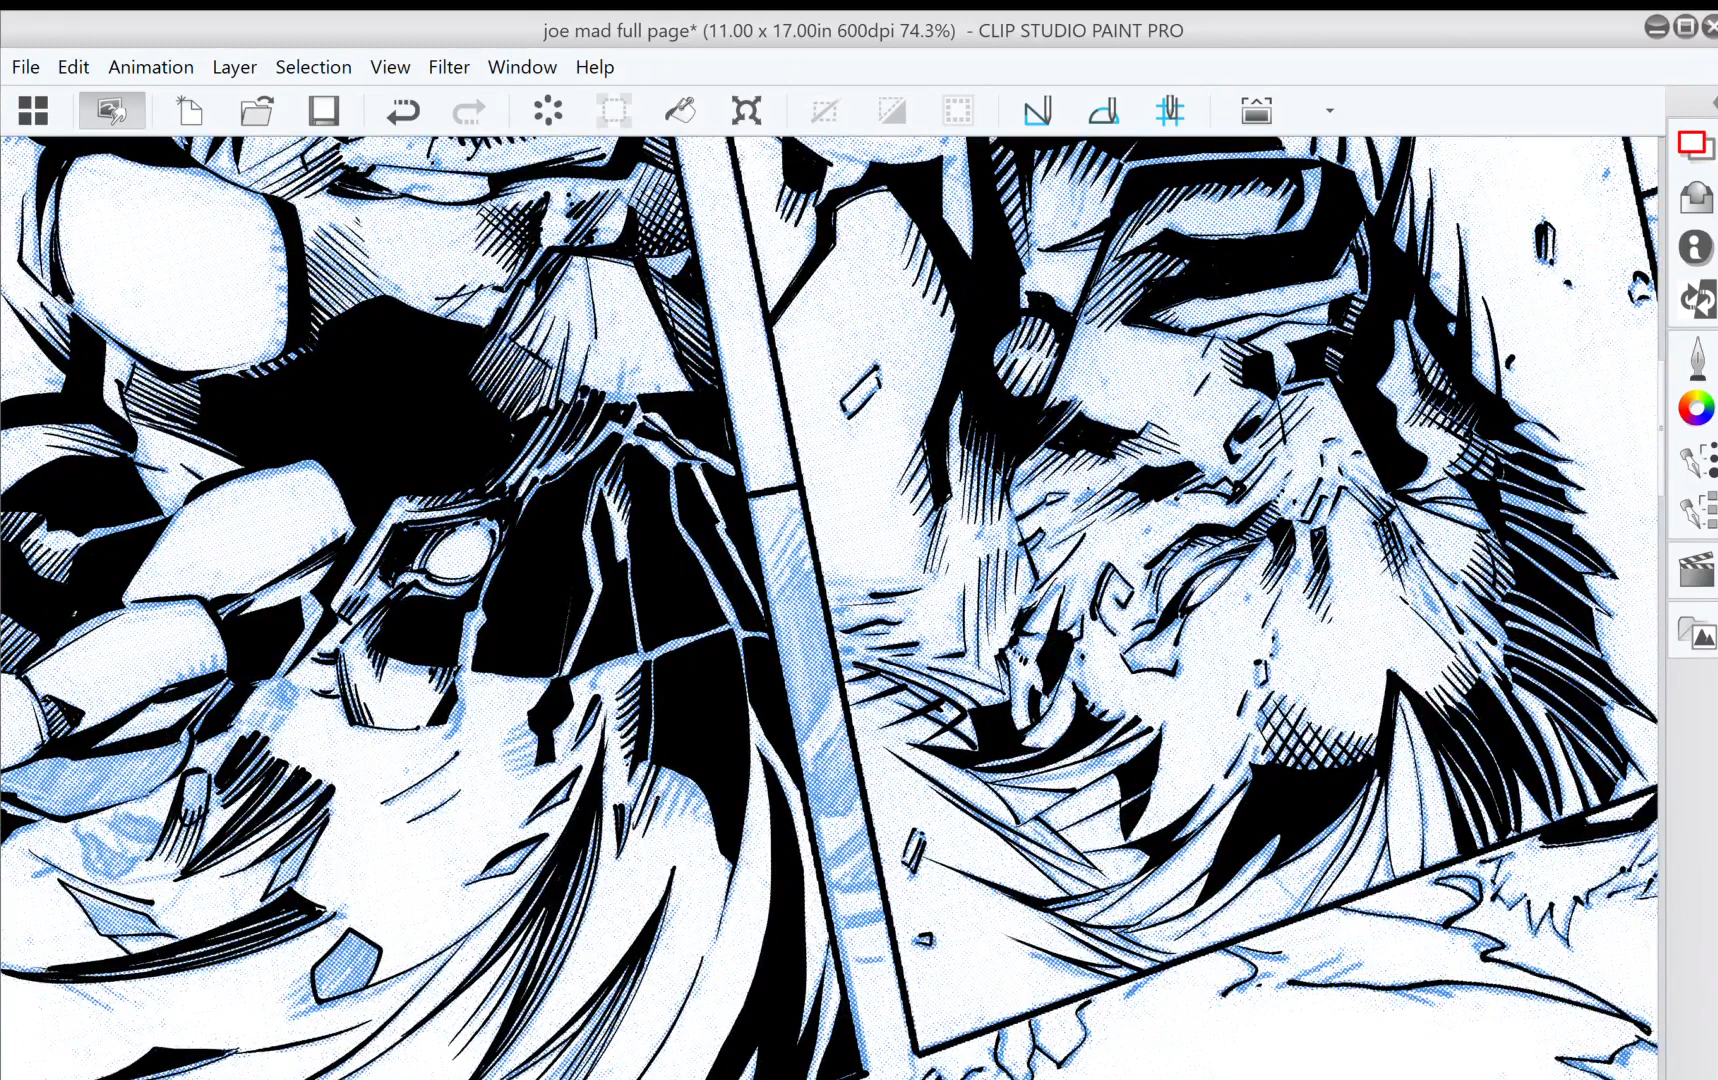 joe mad full page* (11.00 x 17.00in 600dpi 74.3%)  - CLIP STUDIO PAINT PRO
File Edit Animation Layer Selection View Filter Window Help